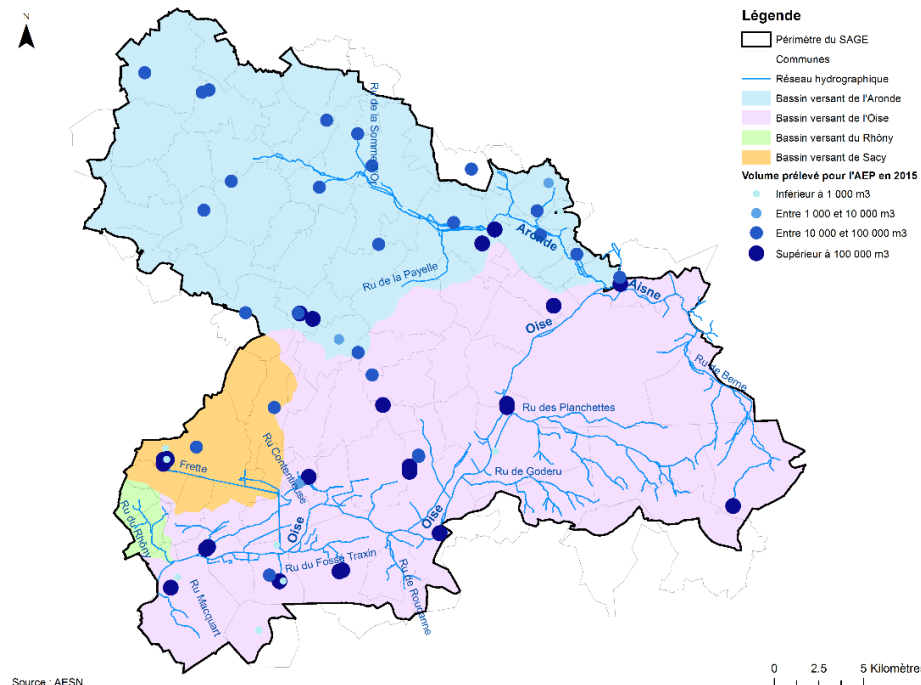 N
Légende
Périmètre du SAGE
Communes
Réseau hydrographique
Bassin versant de l'Aronde
Bassin versant de l'Oise
Bassin versant du Rhôny
Bassin versant de Sacy
Volume prélevé pour l'AEP en 2015
Inférieur à 1 000 m3
Entre 1 000 et 10 000 m3
Entre 10 000 et 100 000 m3
Supérieur à 100 000 m3
Ru de la Somme
Aronde
Ru de la Payelle
Aisne
Oise
Ru de Berne
Ru des Planchettes
Ru Contentieuse
Frette
Ru de Goderu
Oise
Oise
Ru du Rhôny
Ru du Fossé Traxin
Ru de Rouanne
Ru Macquart
0 2.5 5 Kilomètres
Source : AESN